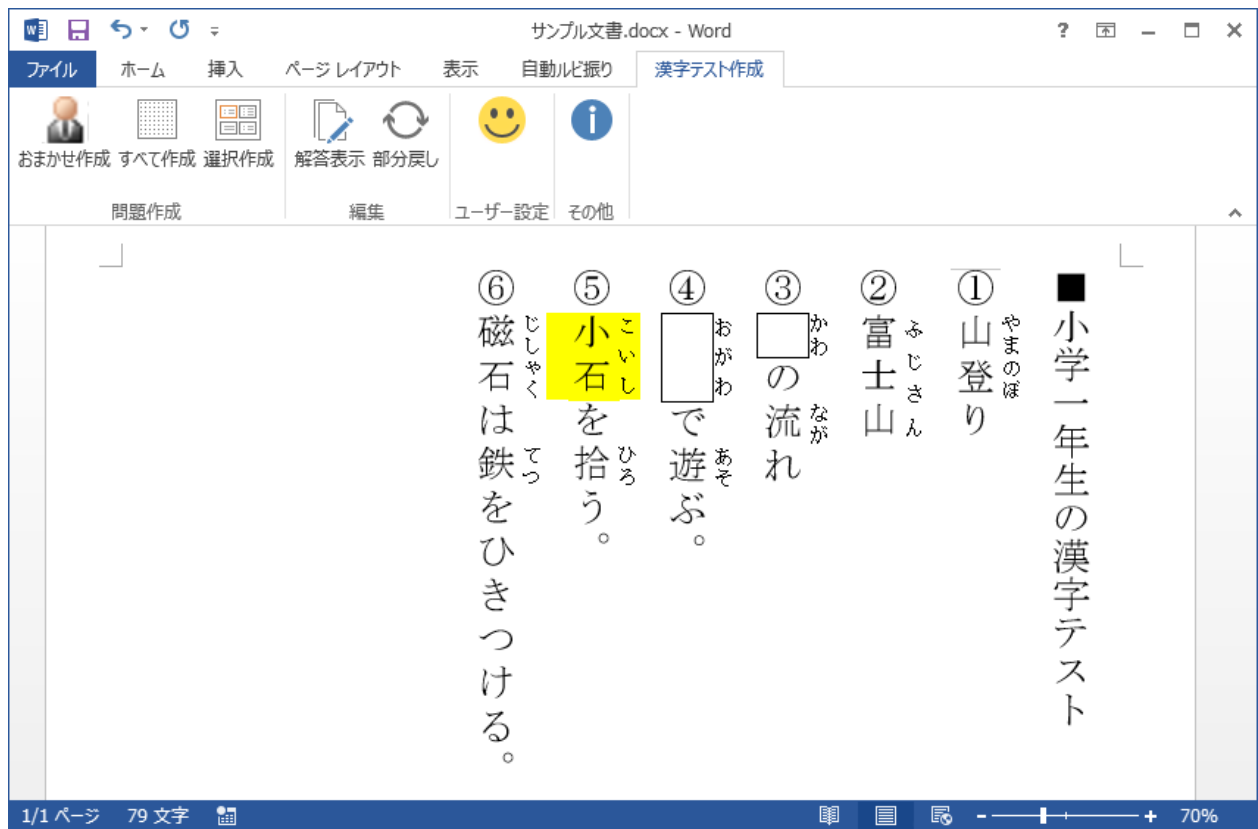 サンプル文書.docx - Word
ファイル ホーム 挿入 ページ レイアウト 表示 自動ルビ振り 漢字テスト作成
おまかせ作成 すべて作成 選択作成 解答表示 部分戻し
問題作成 編集 ユーザー設定 その他
■小学一年生の漢字テスト
やまのぼ
①山登り
ふじさん
②富士山
かわ なが
③の流れ
おがわ あそ
④で遊ぶ。
こいし ひろ
⑤小石を拾う。
じしゃく てつ
⑥磁石は鉄をひきつける。
1/1 ページ 79 文字 70%